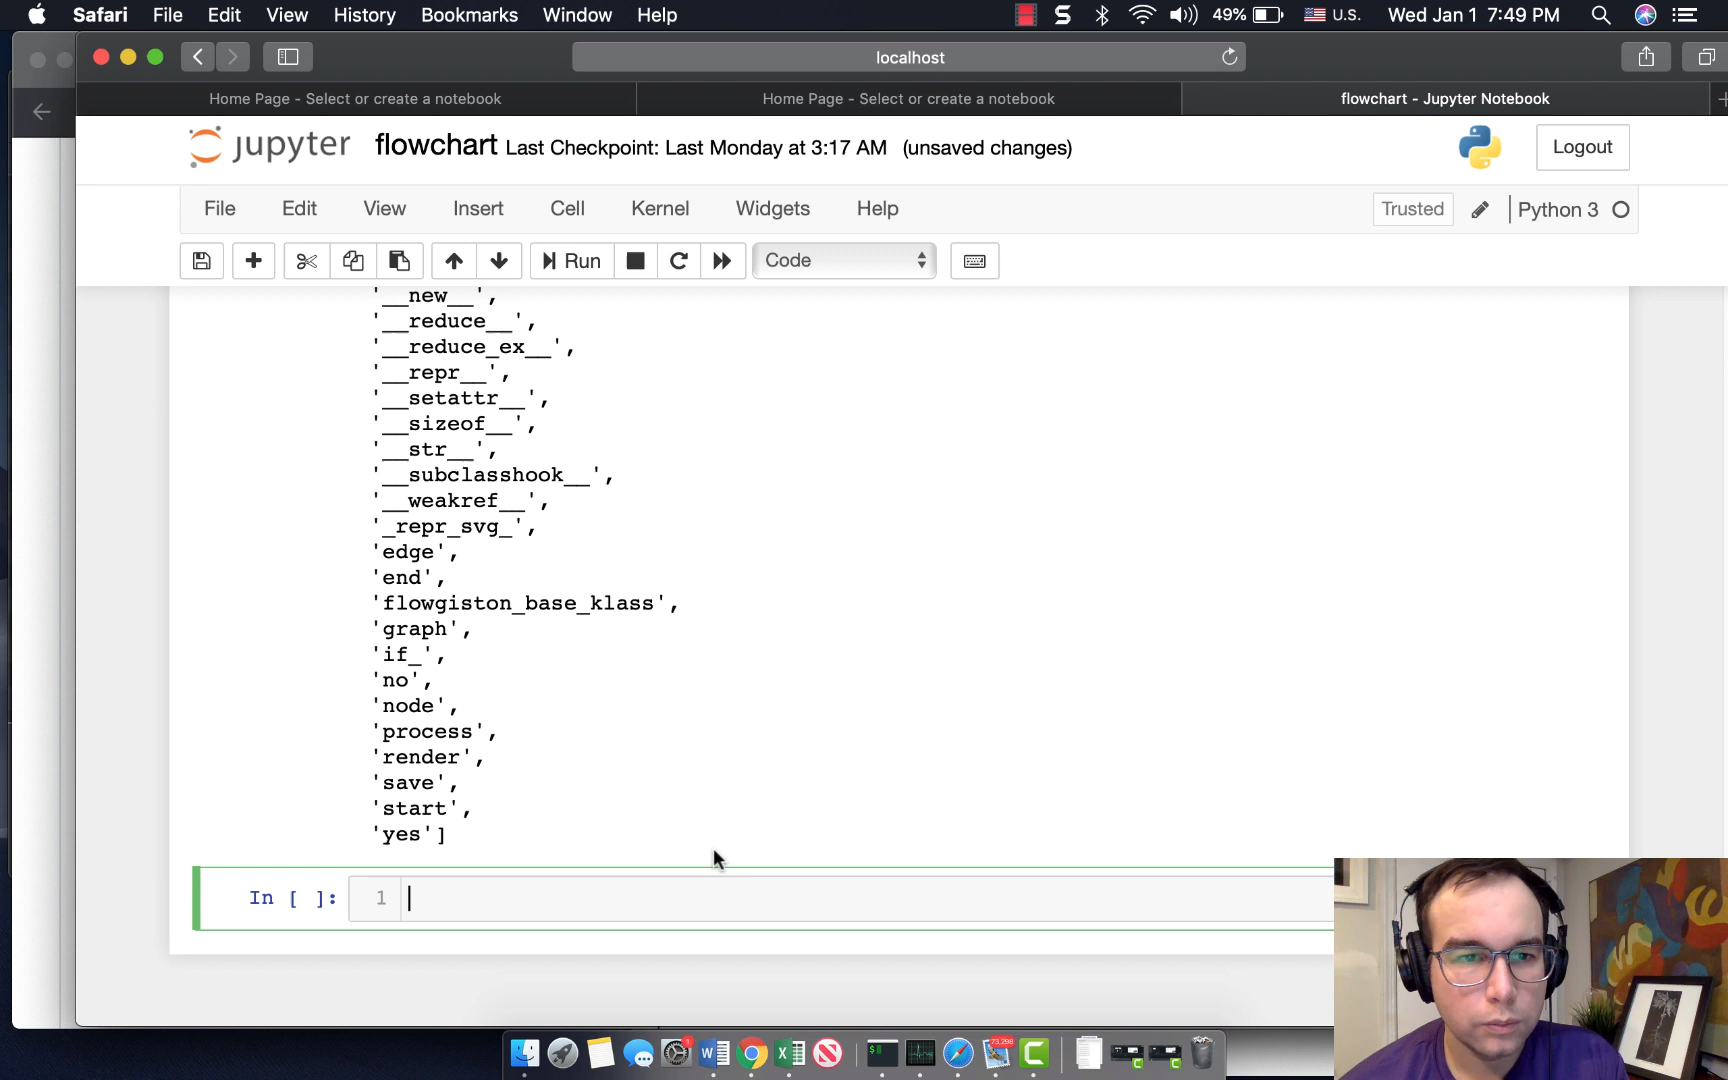 Safari File Edit View History Bookmarks Window Help 49% U.S. Wed Jan 1 7:49 PM
localhost
Home Page - Select or create a notebook Home Page - Select or create a notebook flowchart - Jupyter Notebook
jupyter flowchart Last Checkpoint: Last Monday at 3:17 AM (unsaved changes) Logout
File Edit View Insert Cell Kernel Widgets Help Trusted Python 3
Run Code
'__new__',
'__reduce__',
'__reduce_ex__',
'__repr__',
'__setattr__',
'__sizeof__',
'__str__',
'__subclasshook__',
'__weakref__',
'_repr_svg_',
'edge',
'end',
'flowgiston_base_klass',
'graph',
'if_',
'no',
'node',
'process',
'render',
'save',
'start',
'yes']
In [ ]: 1
73,298